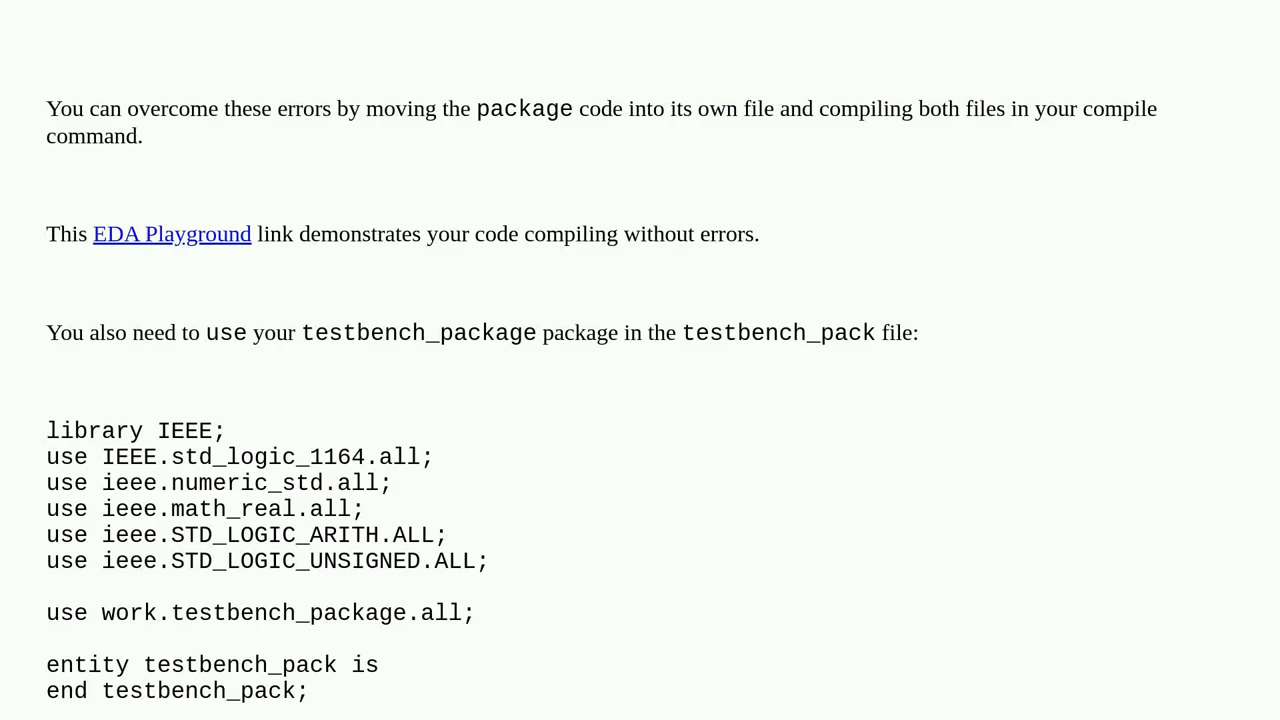 You can overcome these errors by moving the package code into its own file and compiling both files in your compile
command.
This EDA Playground link demonstrates your code compiling without errors.
You also need to use your testbench_package package in the testbench_pack file:
library IEEE;
use IEEE.std_logic_1164.all;
use ieee.numeric_std.all;
use ieee.math_real.all;
use ieee.STD_LOGIC_ARITH.ALL;
use ieee.STD_LOGIC_UNSIGNED.ALL;
use work.testbench_package.all;
entity testbench_pack is
end testbench_pack;